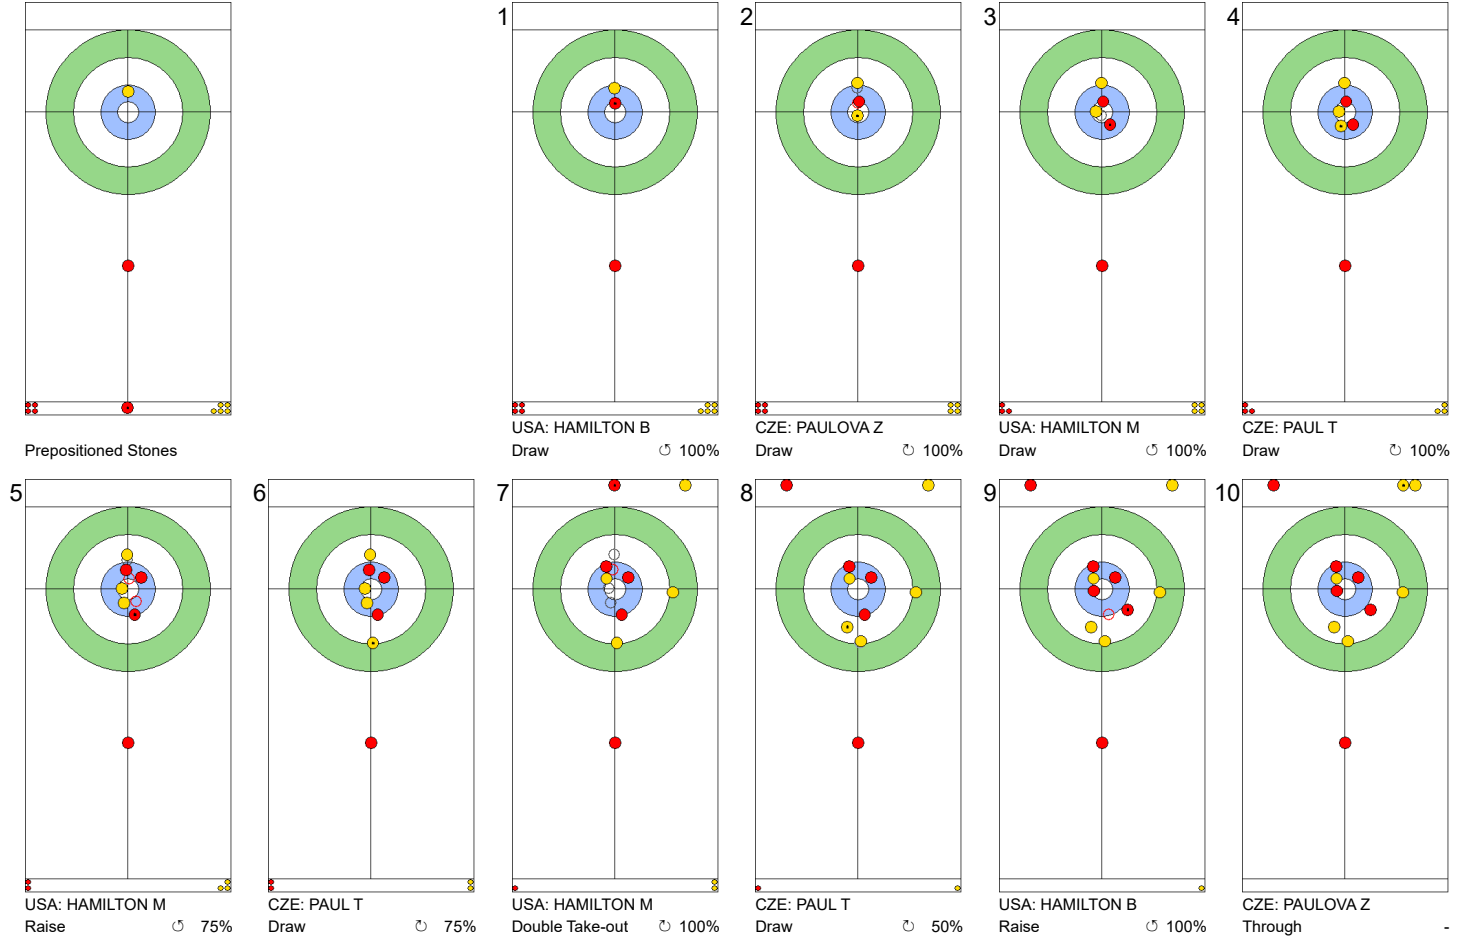 1
2
3
4
Prepositioned Stones
USA: HAMILTON B
Draw 100%
CZE: PAULOVA Z
Draw 100%
USA: HAMILTON M
Draw 100%
CZE: PAUL T
Draw 100%
5
6
7
8
9
10
USA: HAMILTON M
Raise 75%
CZE: PAUL T
Draw 75%
USA: HAMILTON M
Double Take-out 100%
CZE: PAUL T
Draw 50%
USA: HAMILTON B
Raise 100%
CZE: PAULOVA Z
Through -